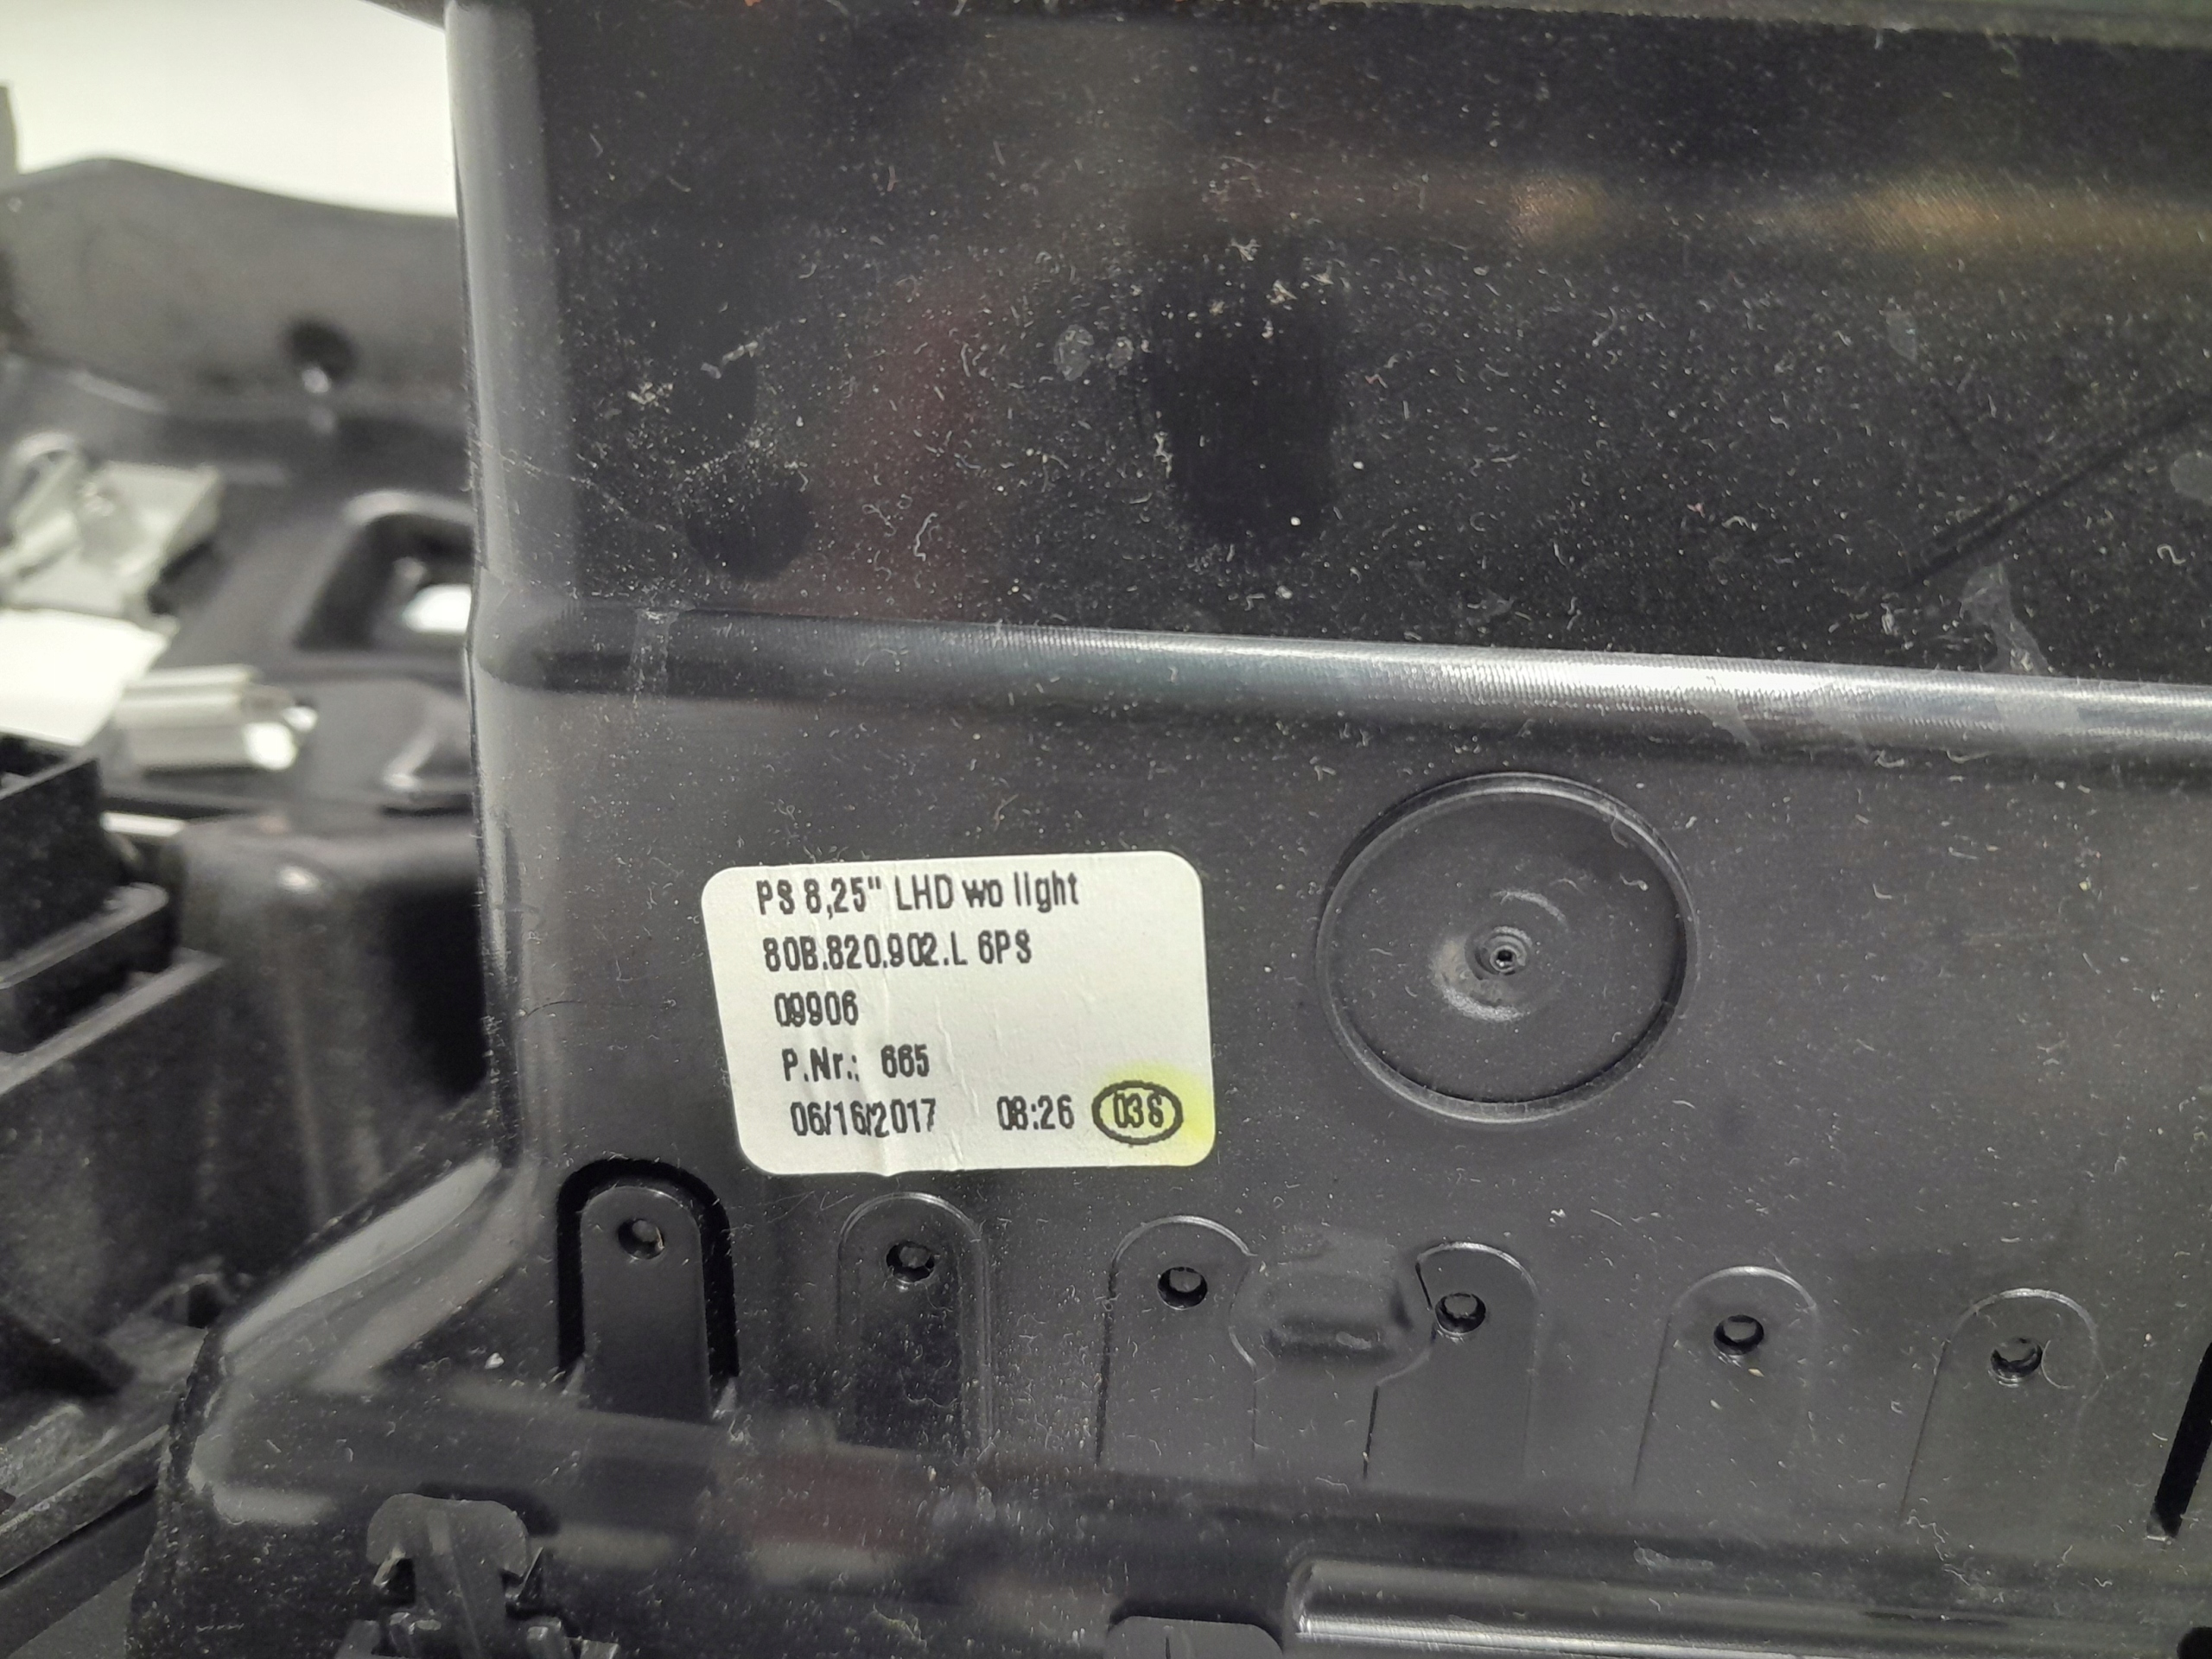 PS 8,25" LHD wo light
80B.820.902.L 6PS
09906
P.Nr.: 665
06/16/2017 08:26 03S